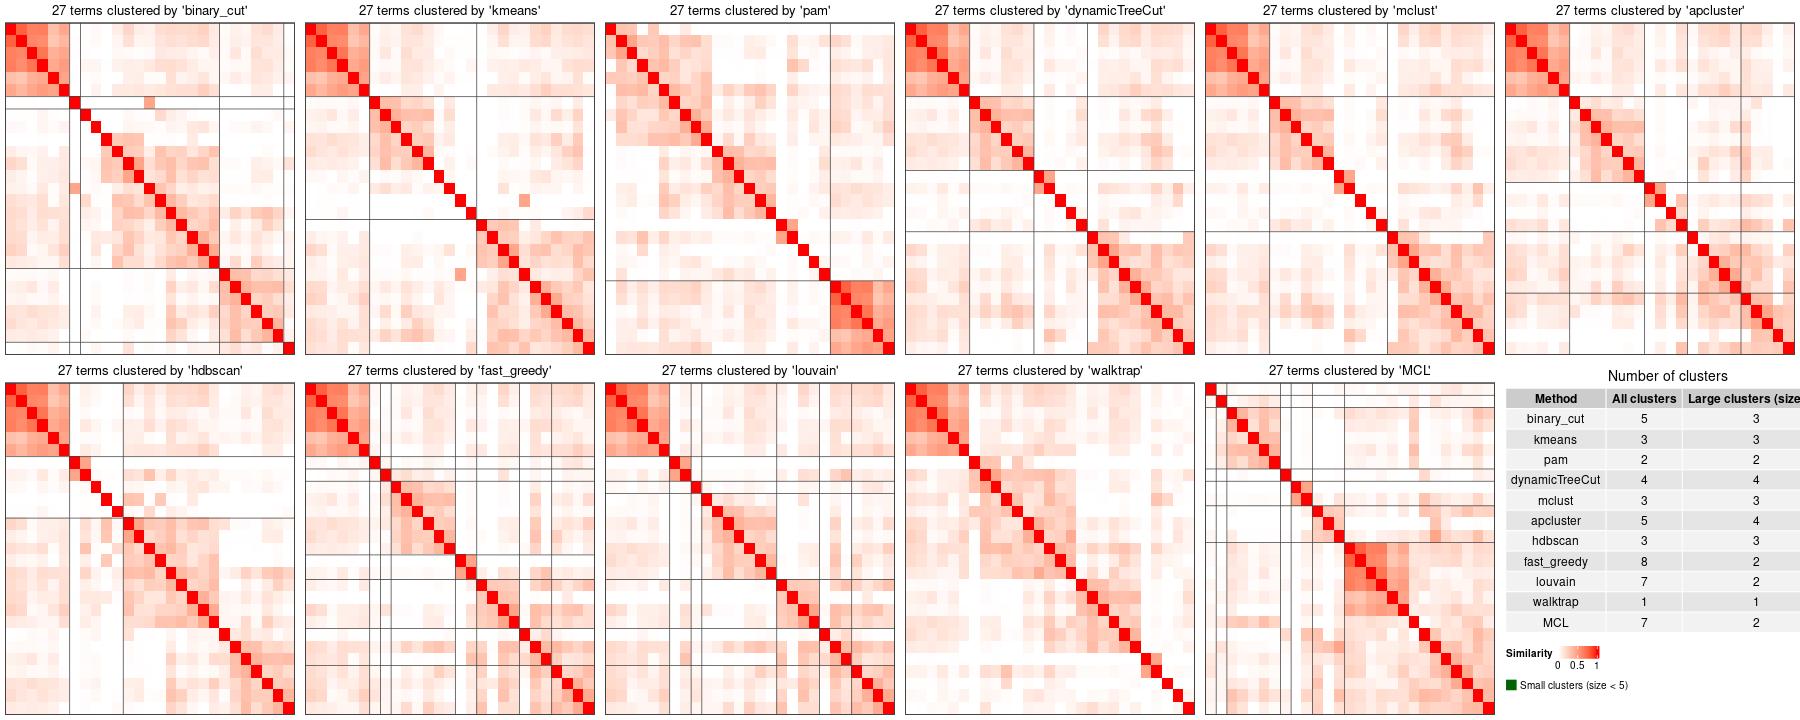 27 terms clustered by 'binary_cut'
27 terms clustered by 'kmeans'
27 terms clustered by 'pam'
27 terms clustered by 'dynamicTreeCut'
27 terms clustered by 'mclust'
27 terms clustered by 'apcluster'
27 terms clustered by 'hdbscan'
27 terms clustered by 'fast_greedy'
27 terms clustered by 'louvain'
27 terms clustered by 'walktrap'
27 terms clustered by 'MCL'
Number of clusters
Method All clusters Large clusters (size
binary_cut 5 3
kmeans 3 3
pam 2 2
dynamicTreeCut 4 4
mclust 3 3
apcluster 5 4
hdbscan 3 3
fast_greedy 8 2
louvain 7 2
walktrap 1 1
MCL 7 2
Similarity
0 0.5 1
Small clusters (size < 5)